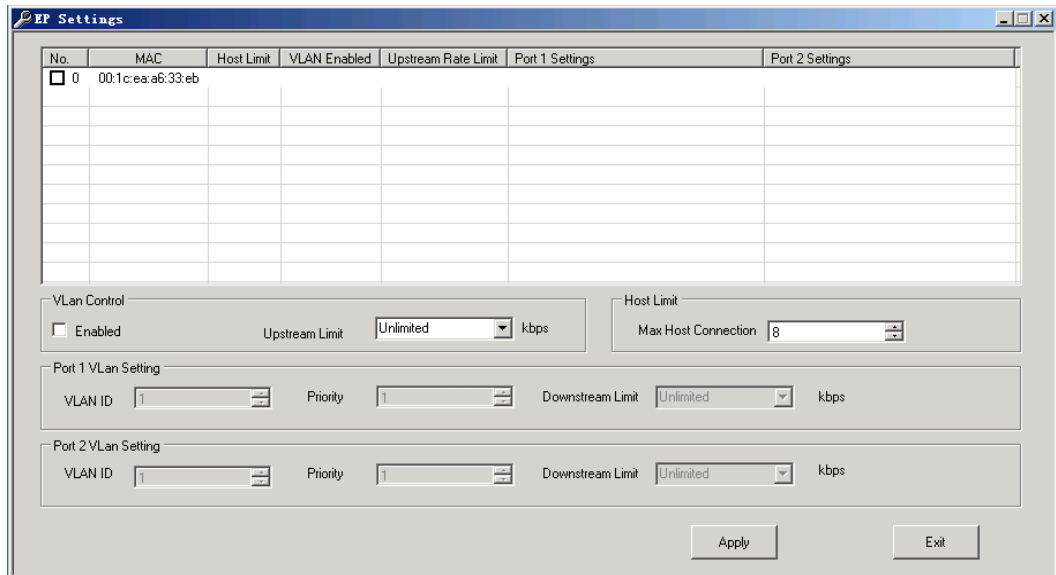 EP Settings
No. MAC Host Limit VLAN Enabled Upstream Rate Limit Port 1 Settings Port 2 Settings
0 00:1c:ea:a6:33:eb
VLan Control Host Limit
Enabled Upstream Limit Unlimited kbps Max Host Connection 8
Port 1 VLan Setting
VLAN ID 1 Priority 1 Downstream Limit Unlimited kbps
Port 2 VLan Setting
VLAN ID 1 Priority 1 Downstream Limit Unlimited kbps
Apply Exit